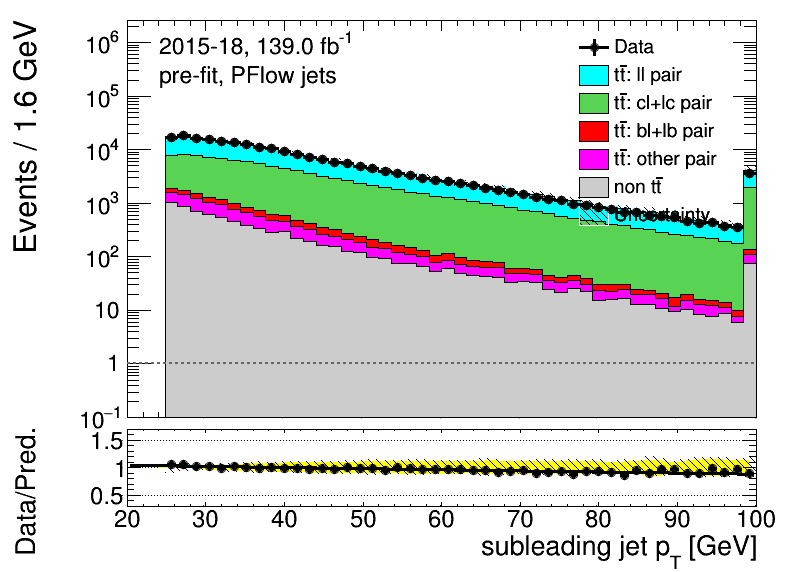 Events / 1.6 GeV
10⁶
10⁵
10⁴
10³
10²
10
1
10⁻¹
2015-18, 139.0 fb⁻¹
pre-fit, PFlow jets
Data
tt̄: ll pair
tt̄: cl+lc pair
tt̄: bl+lb pair
tt̄: other pair
non tt̄
Uncertainty
Data/Pred.
1.5
1
0.5
20 30 40 50 60 70 80 90 100
subleading jet p_T [GeV]